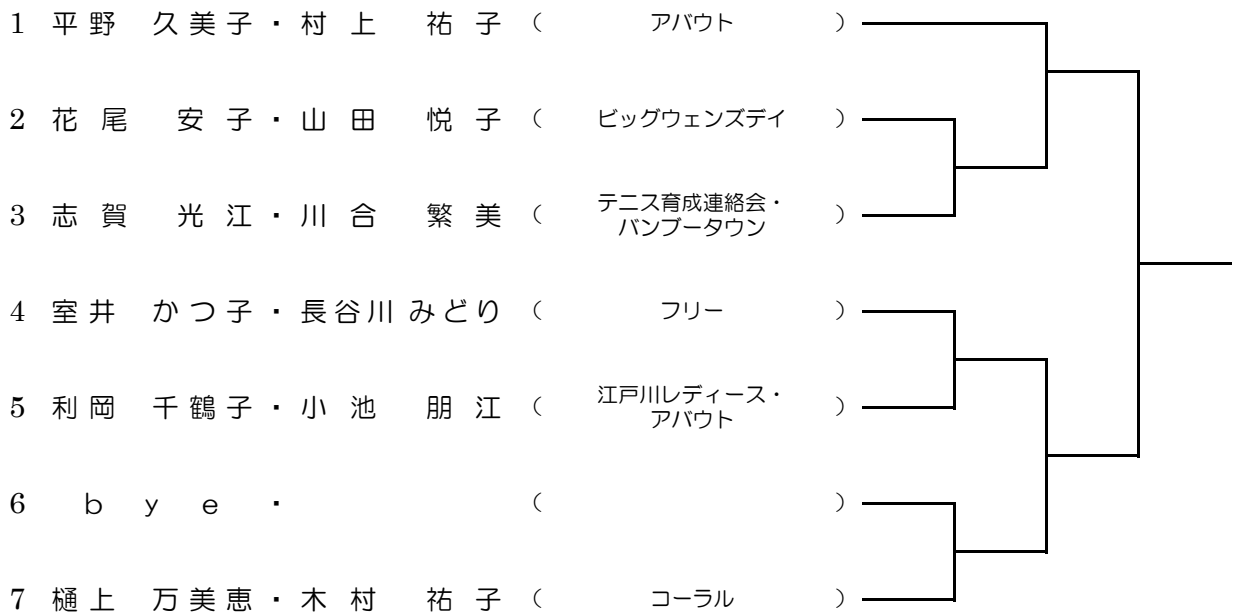 1 平野 久美子・村上 祐子 ( アバウト )
2 花尾 安子・山田 悦子 ( ビッグウェンズデイ )
3 志賀 光江・川合 繁美 ( テニス育成連絡会・
バンブータウン )
4 室井 かつ子・長谷川 みどり ( フリー )
5 利岡 千鶴子・小池 朋江 ( 江戸川レディース・
アバウト )
6 bye ・ ( )
7 樋上 万美恵・木村 祐子 ( コーラル )